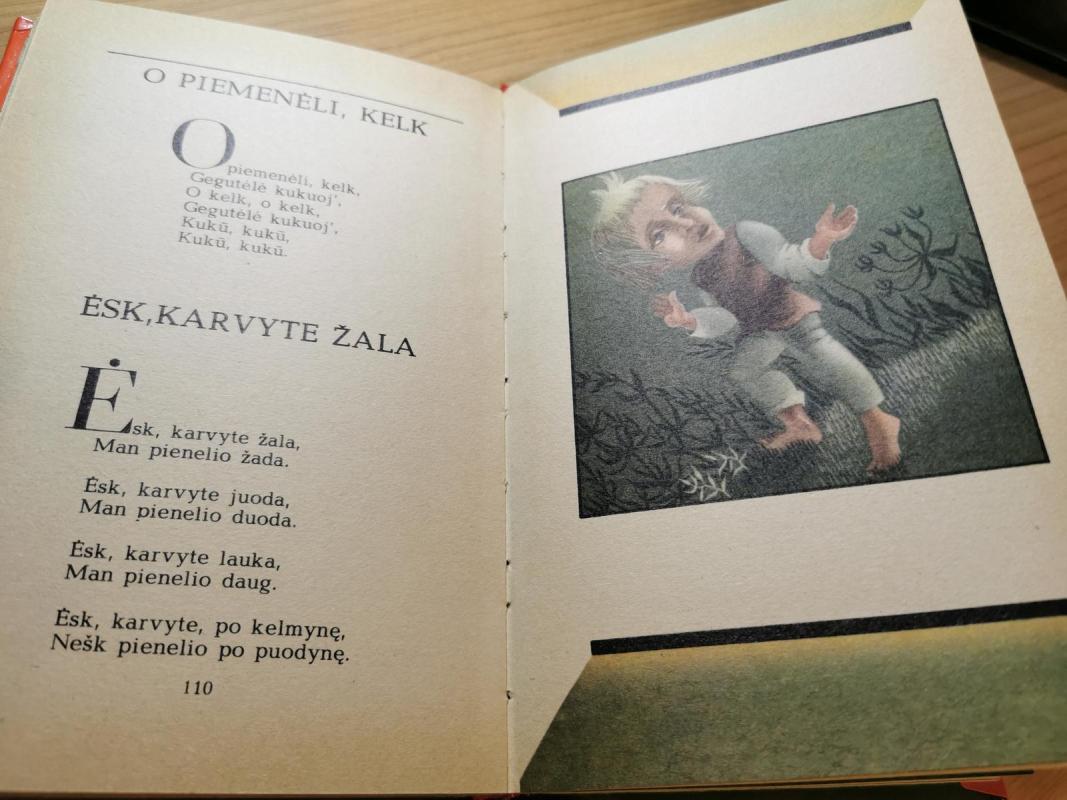 O PIEMENĖLI, KELK
O piemenėli, kelk,
Gegutėlė kukuoj',
O kelk, o kelk,
Gegutėlė kukuoj',
Kukū, kukū,
Kukū, kukū.
ĖSK,KARVYTE ŽALA
Ėsk, karvyte žala,
Man pienelio žada.
Ėsk, karvyte juoda,
Man pienelio duoda.
Ėsk, karvyte lauka,
Man pienelio daug.
Ėsk, karvyte, po kelmynę,
Nešk pienelio po puodynę.
110